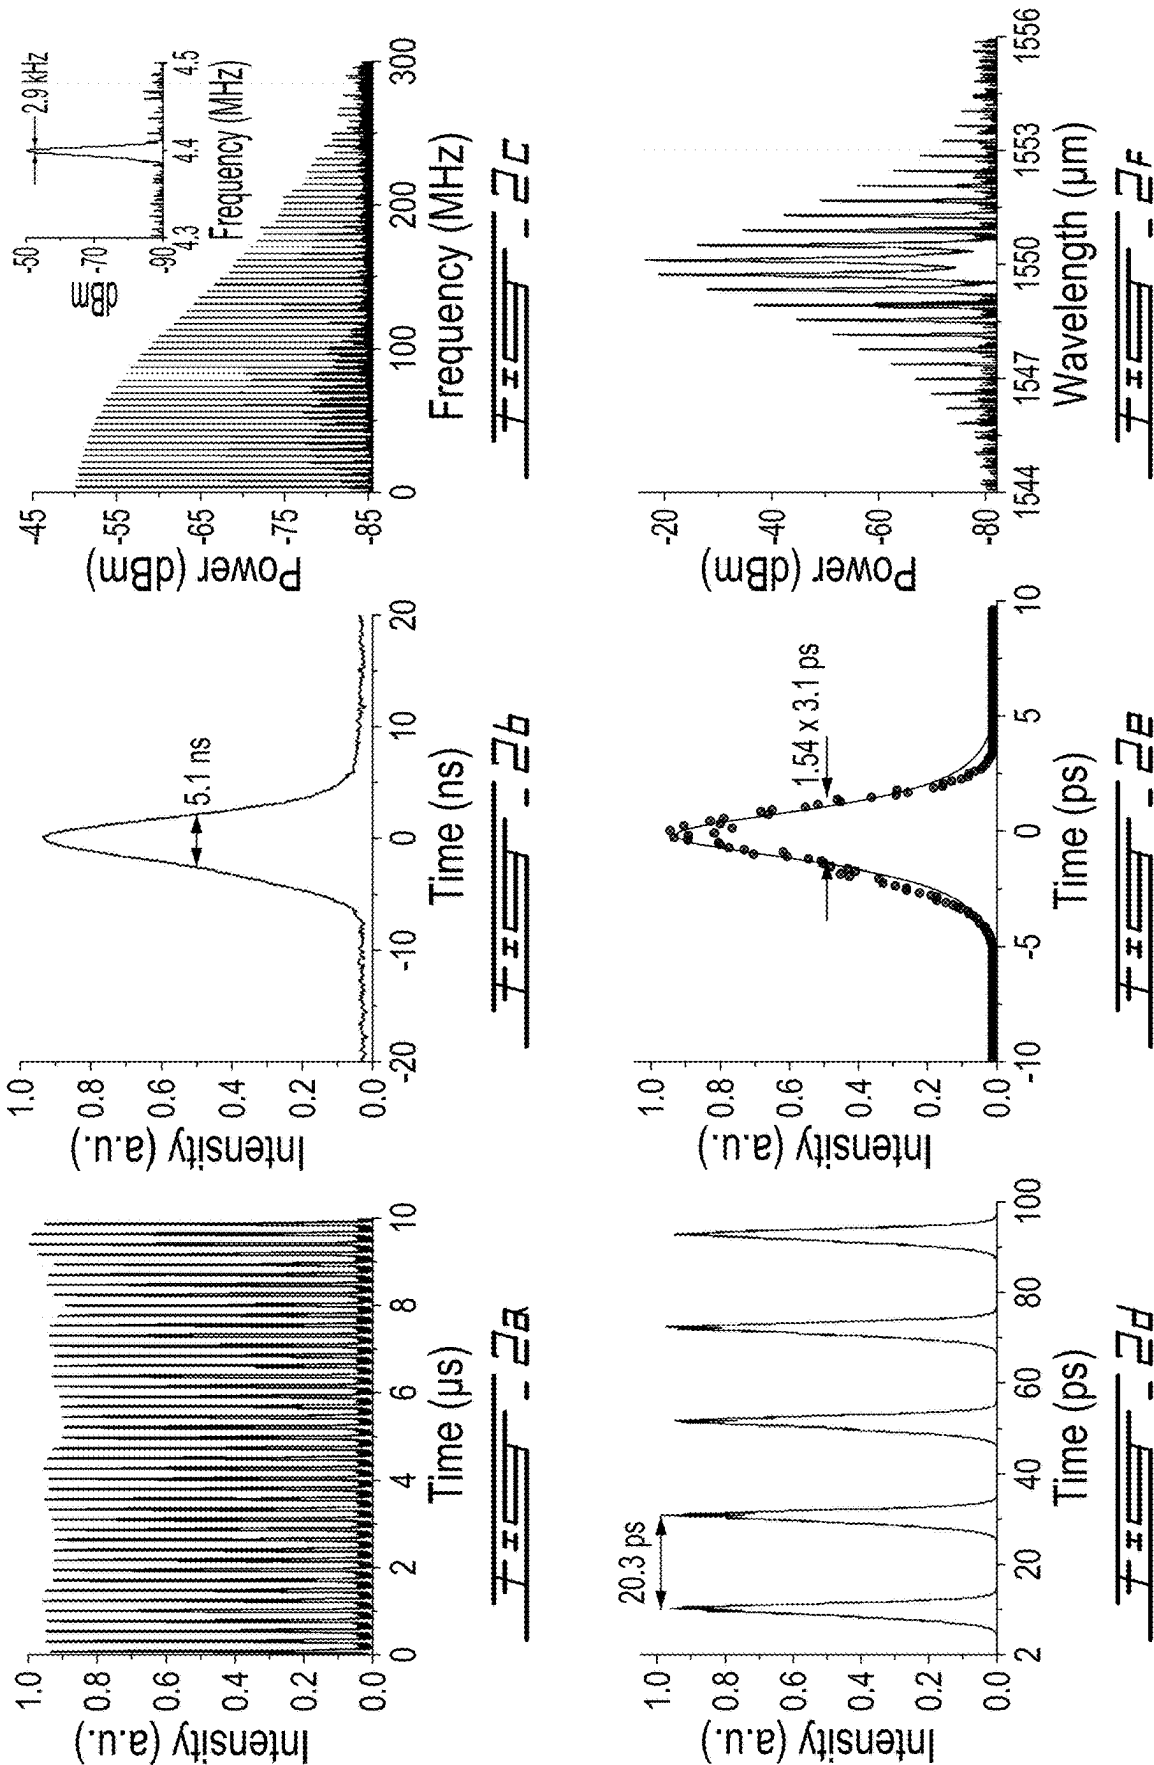 1.0
0.8
0.6
0.4
0.2
0.0
Intensity (a.u.)
0 2 4 6 8 10
Time (µs)
Fig-2a
1.0
0.8
0.6
0.4
0.2
0.0
Intensity (a.u.)
5.1 ns
-20 -10 0 10 20
Time (ns)
Fig-2b
-45
-55
-65
-75
-85
Power (dBm)
0 100 200 300
Frequency (MHz)
-50
-70
-90
dBm
2.9 kHz
4.3 4.4 4.5
Frequency (MHz)
Fig-2c
1.0
0.8
0.6
0.4
0.2
0.0
Intensity (a.u.)
20.3 ps
2 20 40 60 80 100
Time (ps)
Fig-2d
1.0
0.8
0.6
0.4
0.2
0.0
Intensity (a.u.)
1.54 x 3.1 ps
-10 -5 0 5 10
Time (ps)
Fig-2e
-20
-40
-60
-80
Power (dBm)
1544 1547 1550 1553 1556
Wavelength (µm)
Fig-2f